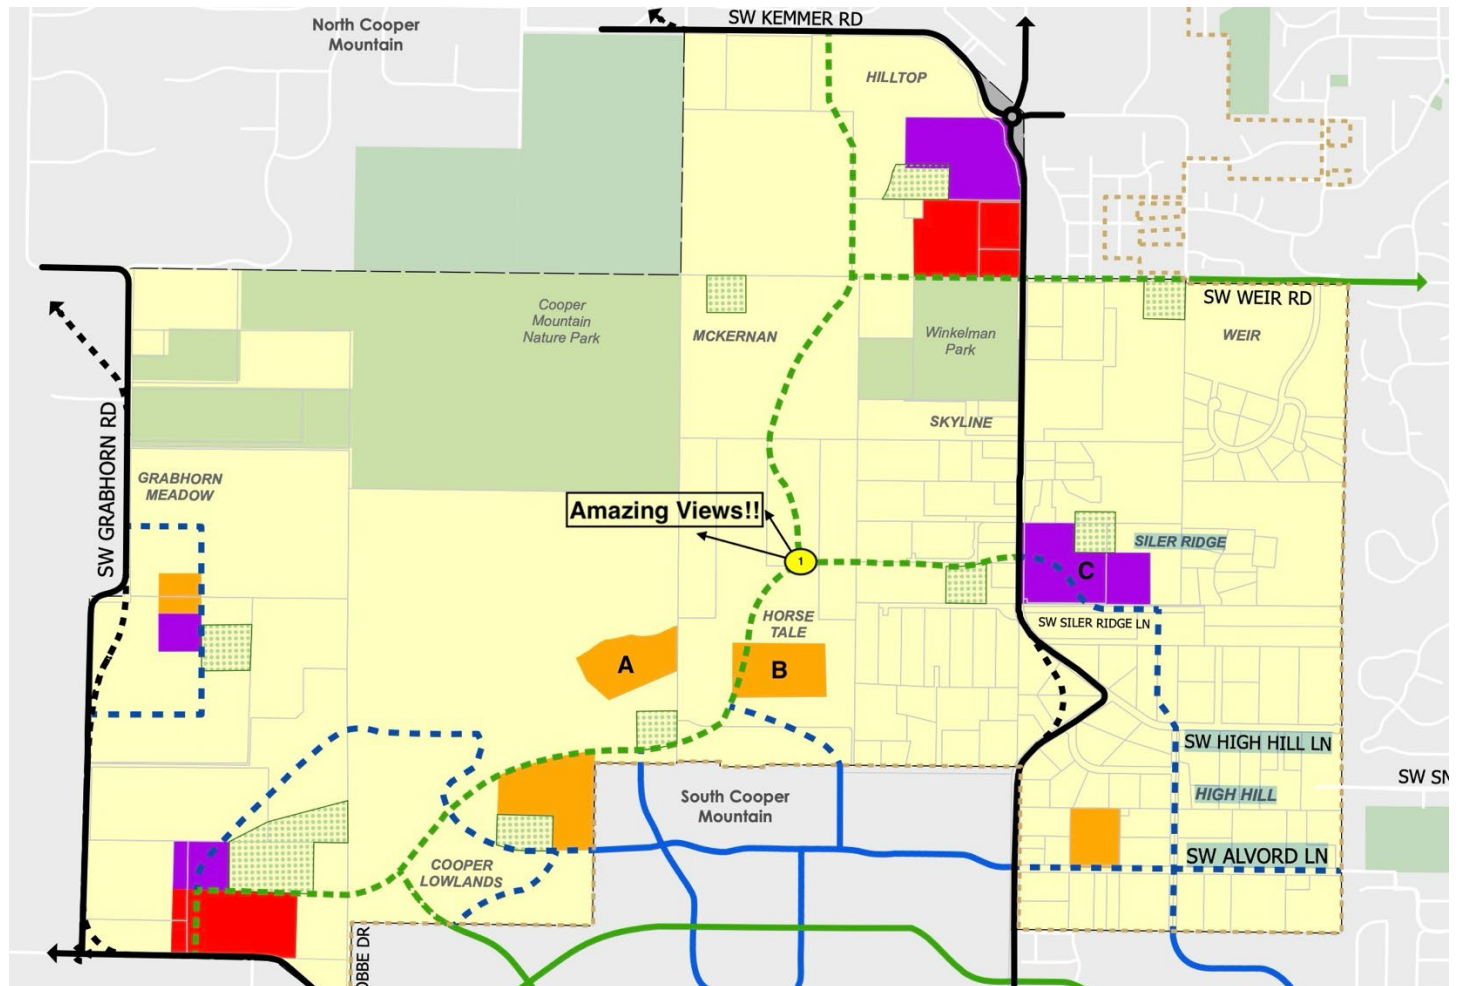 SW KEMMER RD
North Cooper
Mountain
HILLTOP
SW WEIR RD
Cooper
Mountain
Nature Park
MCKERNAN
Winkelman
Park
WEIR
SKYLINE
SW GRABHORN RD
GRABHORN
MEADOW
Amazing Views!!
1
SILER RIDGE
C
HORSE
TALE
SW SILER RIDGE LN
A
B
SW HIGH HILL LN
SW SM
South Cooper
Mountain
HIGH HILL
COOPER
LOWLANDS
SW ALVORD LN
OBBE DR